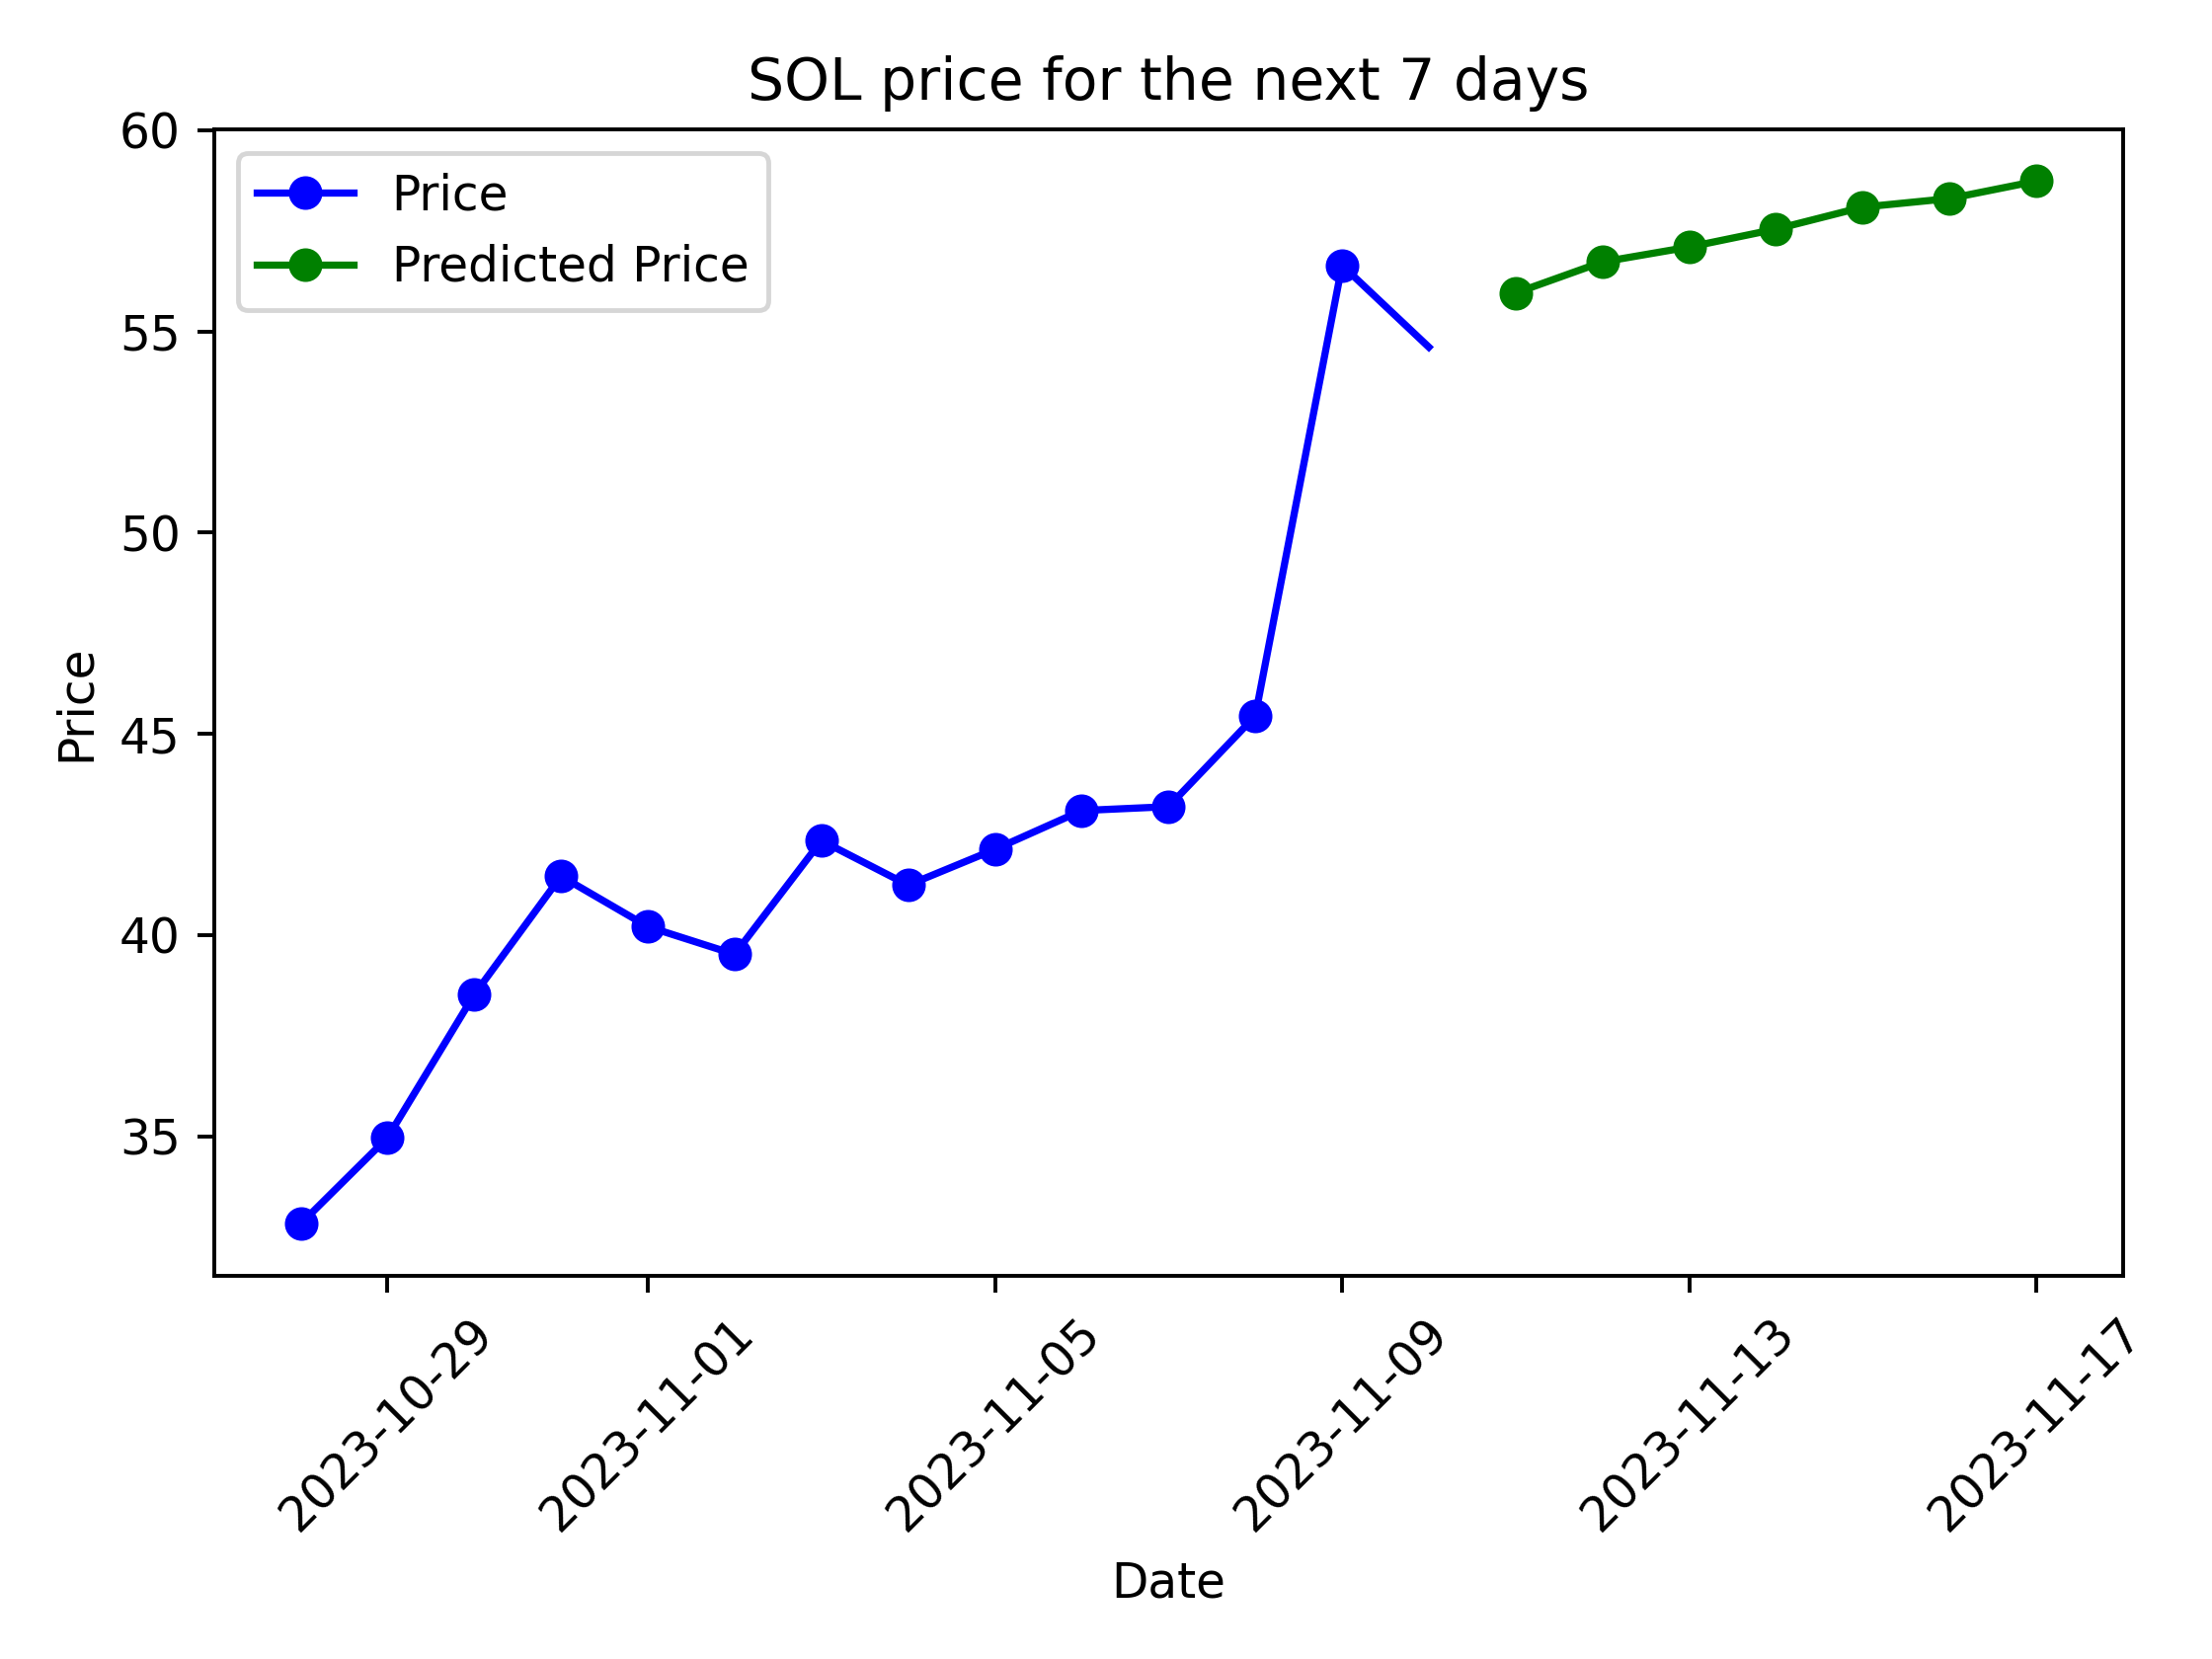 SOL price for the next 7 days
Price
Predicted Price
60
55
50
45
40
35
Price
2023-10-29
2023-11-01
2023-11-05
2023-11-09
2023-11-13
2023-11-17
Date